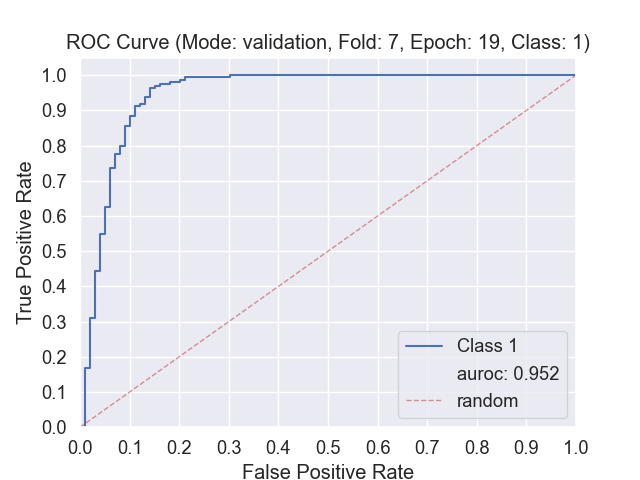 ROC Curve (Mode: validation, Fold: 7, Epoch: 19, Class: 1)
True Positive Rate
1.0
0.9
0.8
0.7
0.6
0.5
0.4
0.3
0.2
0.1
0.0
Class 1
auroc: 0.952
random
0.0 0.1 0.2 0.3 0.4 0.5 0.6 0.7 0.8 0.9 1.0
False Positive Rate